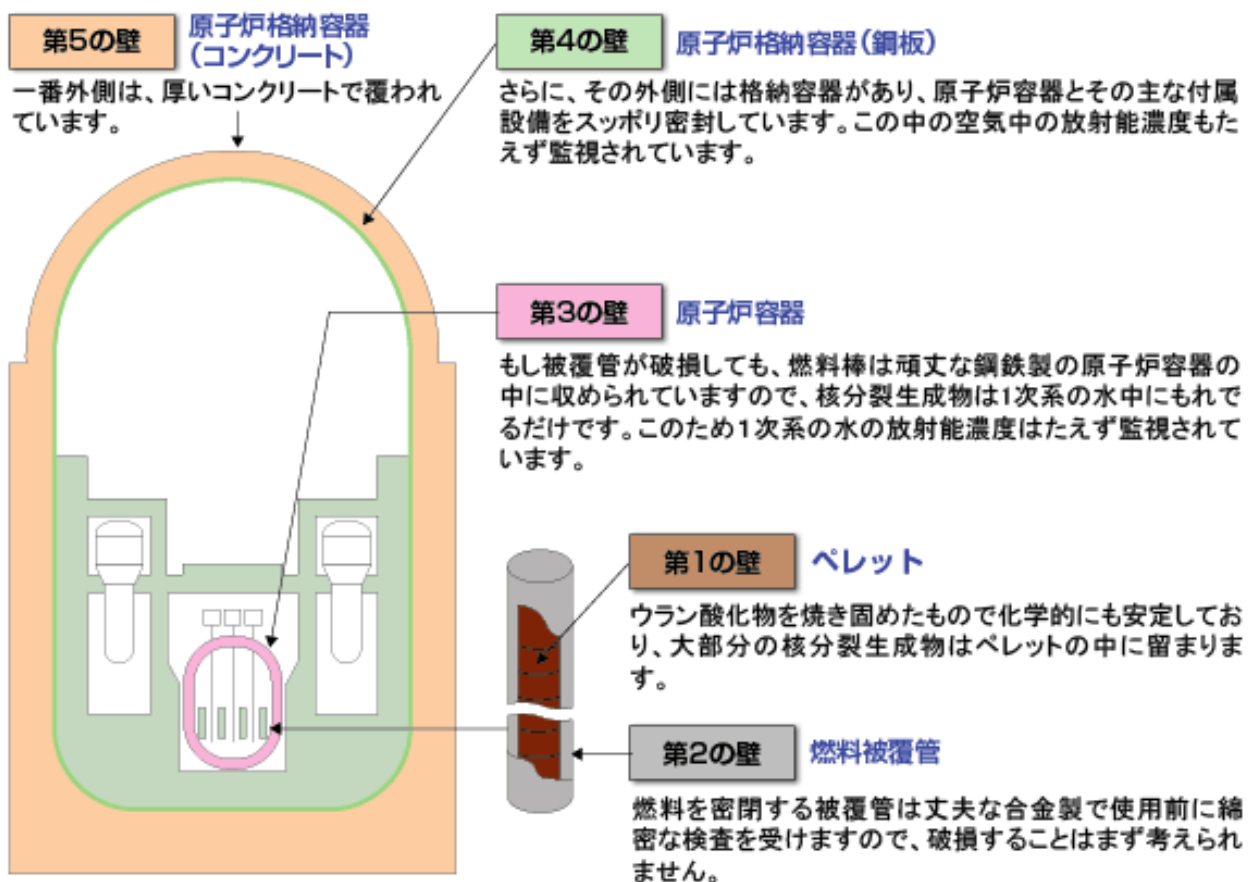 第5の壁
原子炉格納容器
（コンクリート）
一番外側は、厚いコンクリートで覆われ
ています。
第4の壁
原子炉格納容器（鋼板）
さらに、その外側には格納容器があり、原子炉容器とその主な付属
設備をスッポリ密封しています。この中の空気中の放射能濃度もた
えず監視されています。
第3の壁
原子炉容器
もし被覆管が破損しても、燃料棒は頑丈な鋼鉄製の原子炉容器の
中に収められていますので、核分裂生成物は1次系の水中にもれで
るだけです。このため1次系の水の放射能濃度はたえず監視されて
います。
第1の壁
ペレット
ウラン酸化物を焼き固めたもので化学的にも安定してお
り、大部分の核分裂生成物はペレットの中に留まりま
す。
第2の壁
燃料被覆管
燃料を密閉する被覆管は丈夫な合金製で使用前に綿
密な検査を受けますので、破損することはまず考えられ
ません。